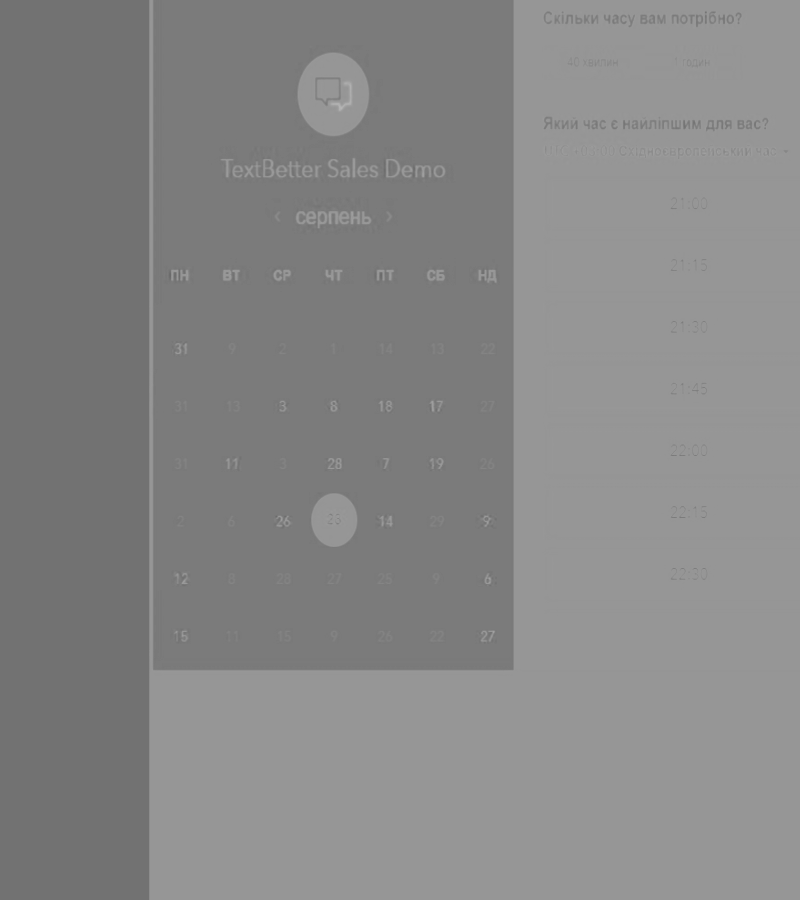 Скільки часу вам потрібно?
40 хвилин 1 годин
TextBetter Sales Demo
‹ серпень ›
ПН ВТ СР ЧТ ПТ СБ НД
31 9 2 1 14 13 22
31 13 3 8 18 17 27
31 11 3 28 7 19 26
2 6 26 23 14 29 9
12 3 28 27 25 9 6
15 11 15 9 26 22 27
Який час є найліпшим для вас?
Східноєвропейський час
21:00
21:15
21:30
21:45
22:00
22:15
22:30